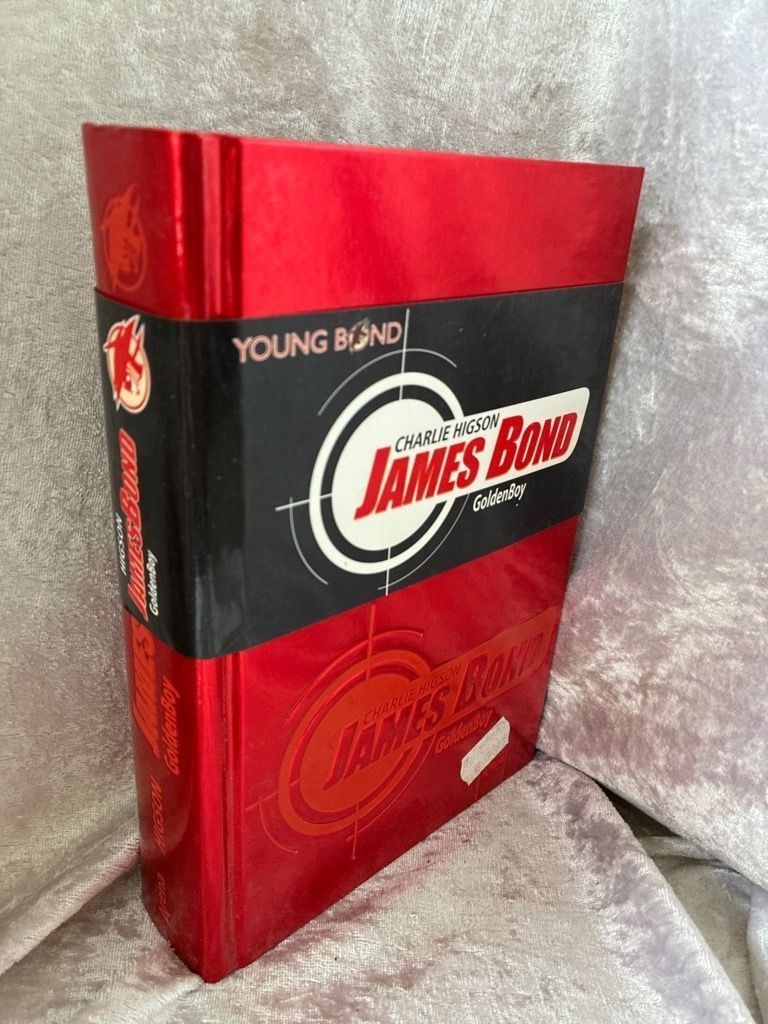 YOUNG BOND
CHARLIE HIGSON
JAMES BOND
GoldenBoy
CHARLIE HIGSON
JAMES BOND
GoldenBoy
HIGSON
JAMES BOND
GoldenBoy
JAMES
GoldenBoy
HIGSON